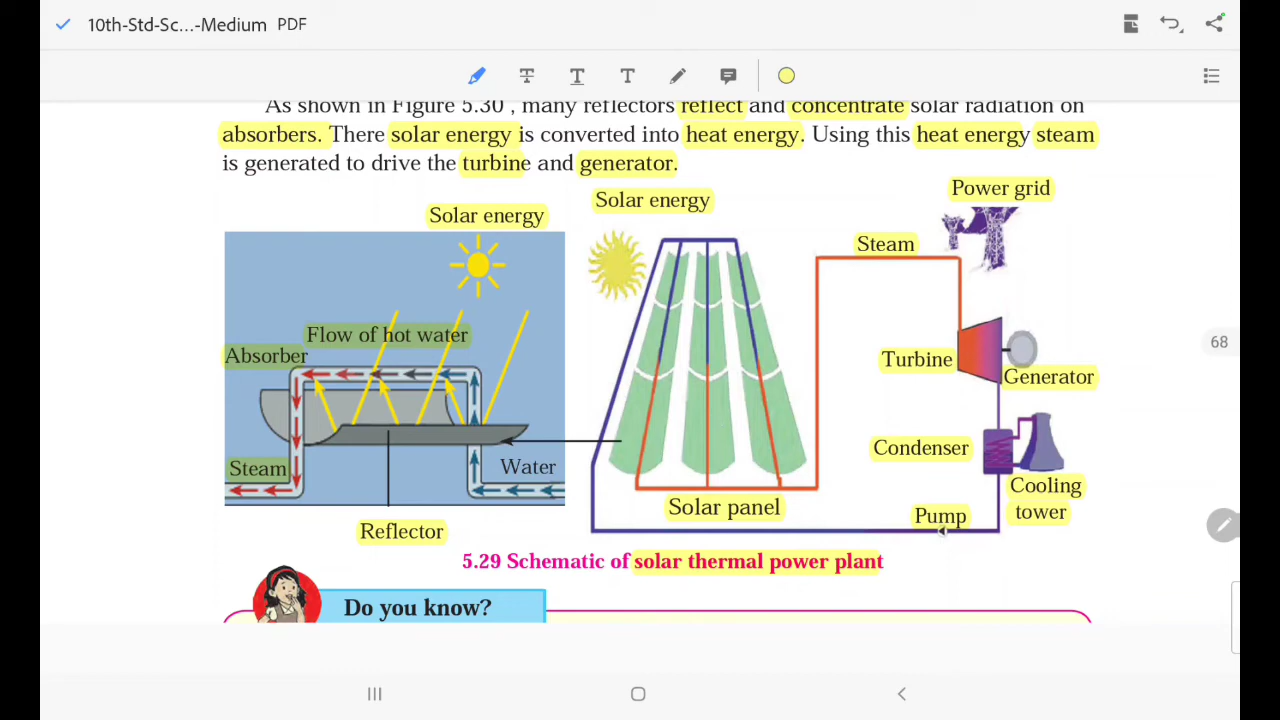 10th-Std-Sc...-Medium PDF
As shown in Figure 5.30 , many reflectors reflect and concentrate solar radiation on
absorbers. There solar energy is converted into heat energy. Using this heat energy steam
is generated to drive the turbine and generator.
Solar energy
Flow of hot water
Absorber
Steam
Water
Reflector
Solar energy
Power grid
Steam
Turbine
Generator
Condenser
Cooling
tower
Solar panel
Pump
68
5.29 Schematic of solar thermal power plant
Do you know?